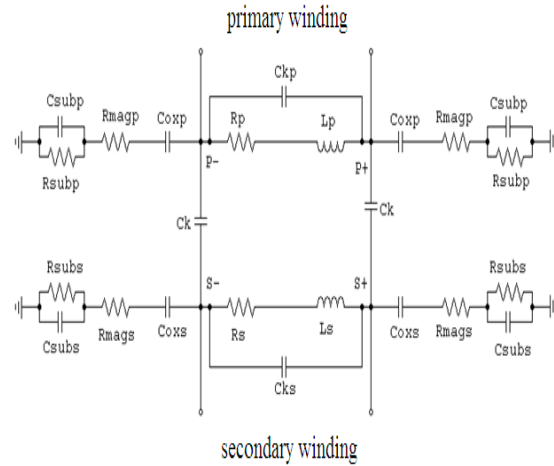 primary winding
Ckp
Csubp
Rmagp
Coxp
Rp
Lp
Coxp
Rmagp
Csubp
Rsubp
P-
P+
Rsubp
Ck
Ck
Rsubs
S-
S+
Rsubs
Csubs
Rmags
Coxs
Rs
Ls
Coxs
Rmags
Csubs
Cks
secondary winding